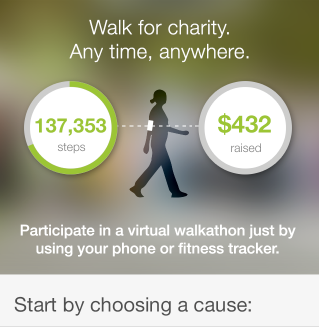 Walk for charity.
Any time, anywhere.
137,353
steps
$432
raised
Participate in a virtual walkathon just by
using your phone or fitness tracker.
Start by choosing a cause: